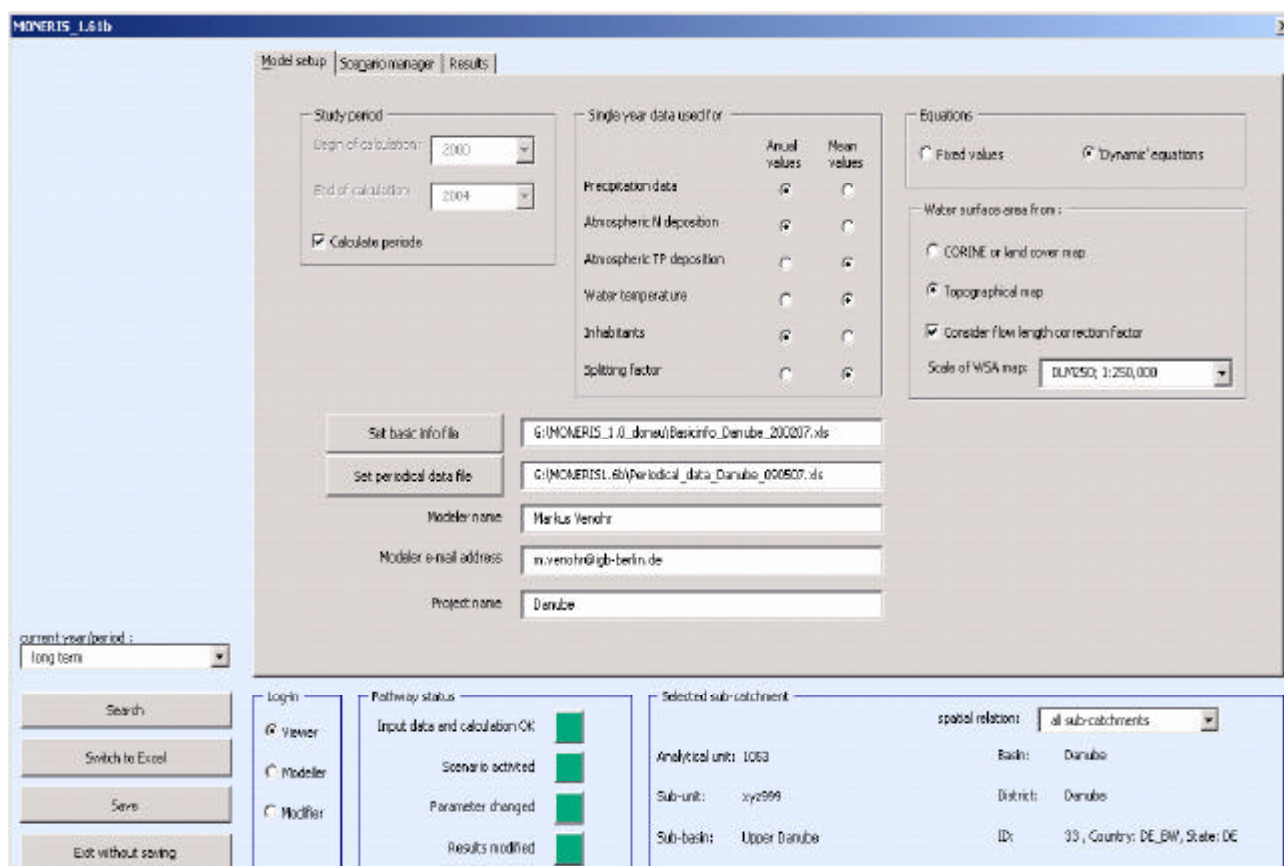 MONERIS_1.61b
Model setup
Scenario manager
Results
Study period
Begin of calculation:
2000
End of calculation:
2004
Calculate periods
Single year data used for
Anual values
Mean values
Precipitation data
Atmospheric N deposition
Atmospheric TP deposition
Water temperature
Inhabitants
Splitting factor
Equations
Fixed values
'Dynamic' equations
Water surface area from :
CORINE or land cover map
Topographical map
Consider flow length correction factor
Scale of WSA map:
DLM250; 1:250,000
Set basic info file
G:\MONERIS_1.0_donau\Basicinfo_Danube_200207.xls
Set periodical data file
G:\MONERIS1.6b\Periodical_data_Danube_090507.xls
Modeler name
Markus Venohr
Modeler e-mail address
m.venohr@igb-berlin.de
Project name
Danube
current year/period :
long term
Search
Switch to Excel
Save
Exit without saving
Log-in
Viewer
Modeller
Modifier
Pathway status
Input data and calculation OK
Scenario activted
Parameter changed
Results modified
Selected sub-catchment
spatial relation:
all sub-catchments
Analytical unit: 1053
Basin: Danube
Sub-unit: xyz999
District: Danube
Sub-basin: Upper Danube
ID: 33 , Country: DE_BW, State: DE